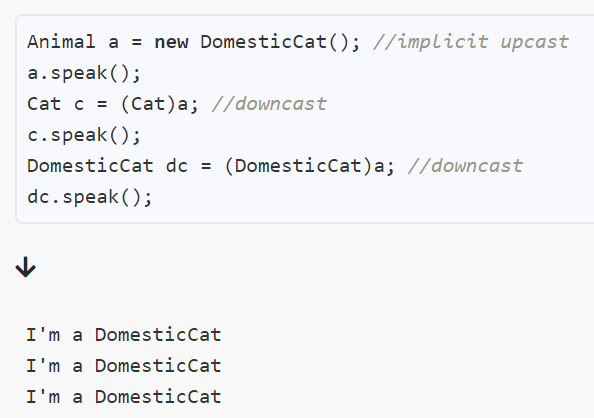 Animal a = new DomesticCat(); //implicit upcast
a.speak();
Cat c = (Cat)a; //downcast
c.speak();
DomesticCat dc = (DomesticCat)a; //downcast
dc.speak();
I'm a DomesticCat
I'm a DomesticCat
I'm a DomesticCat